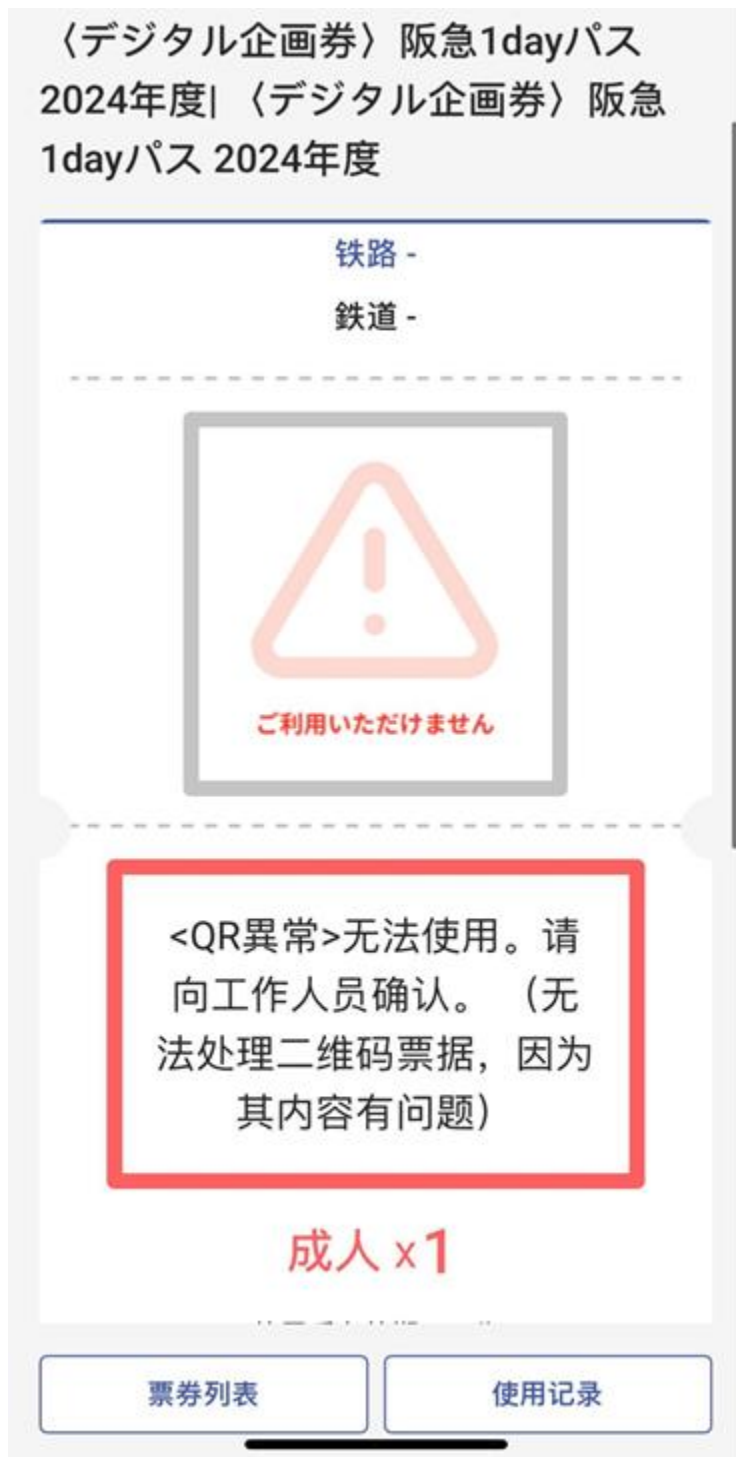 〈デジタル企画券〉阪急1dayパス
2024年度| 〈デジタル企画券〉阪急
1dayパス 2024年度
铁路 -
鉄道 -
ご利用いただけません
<QR異常>无法使用。请
向工作人员确认。 （无
法处理二维码票据，因为
其内容有问题）
成人 x1
票券列表
使用记录